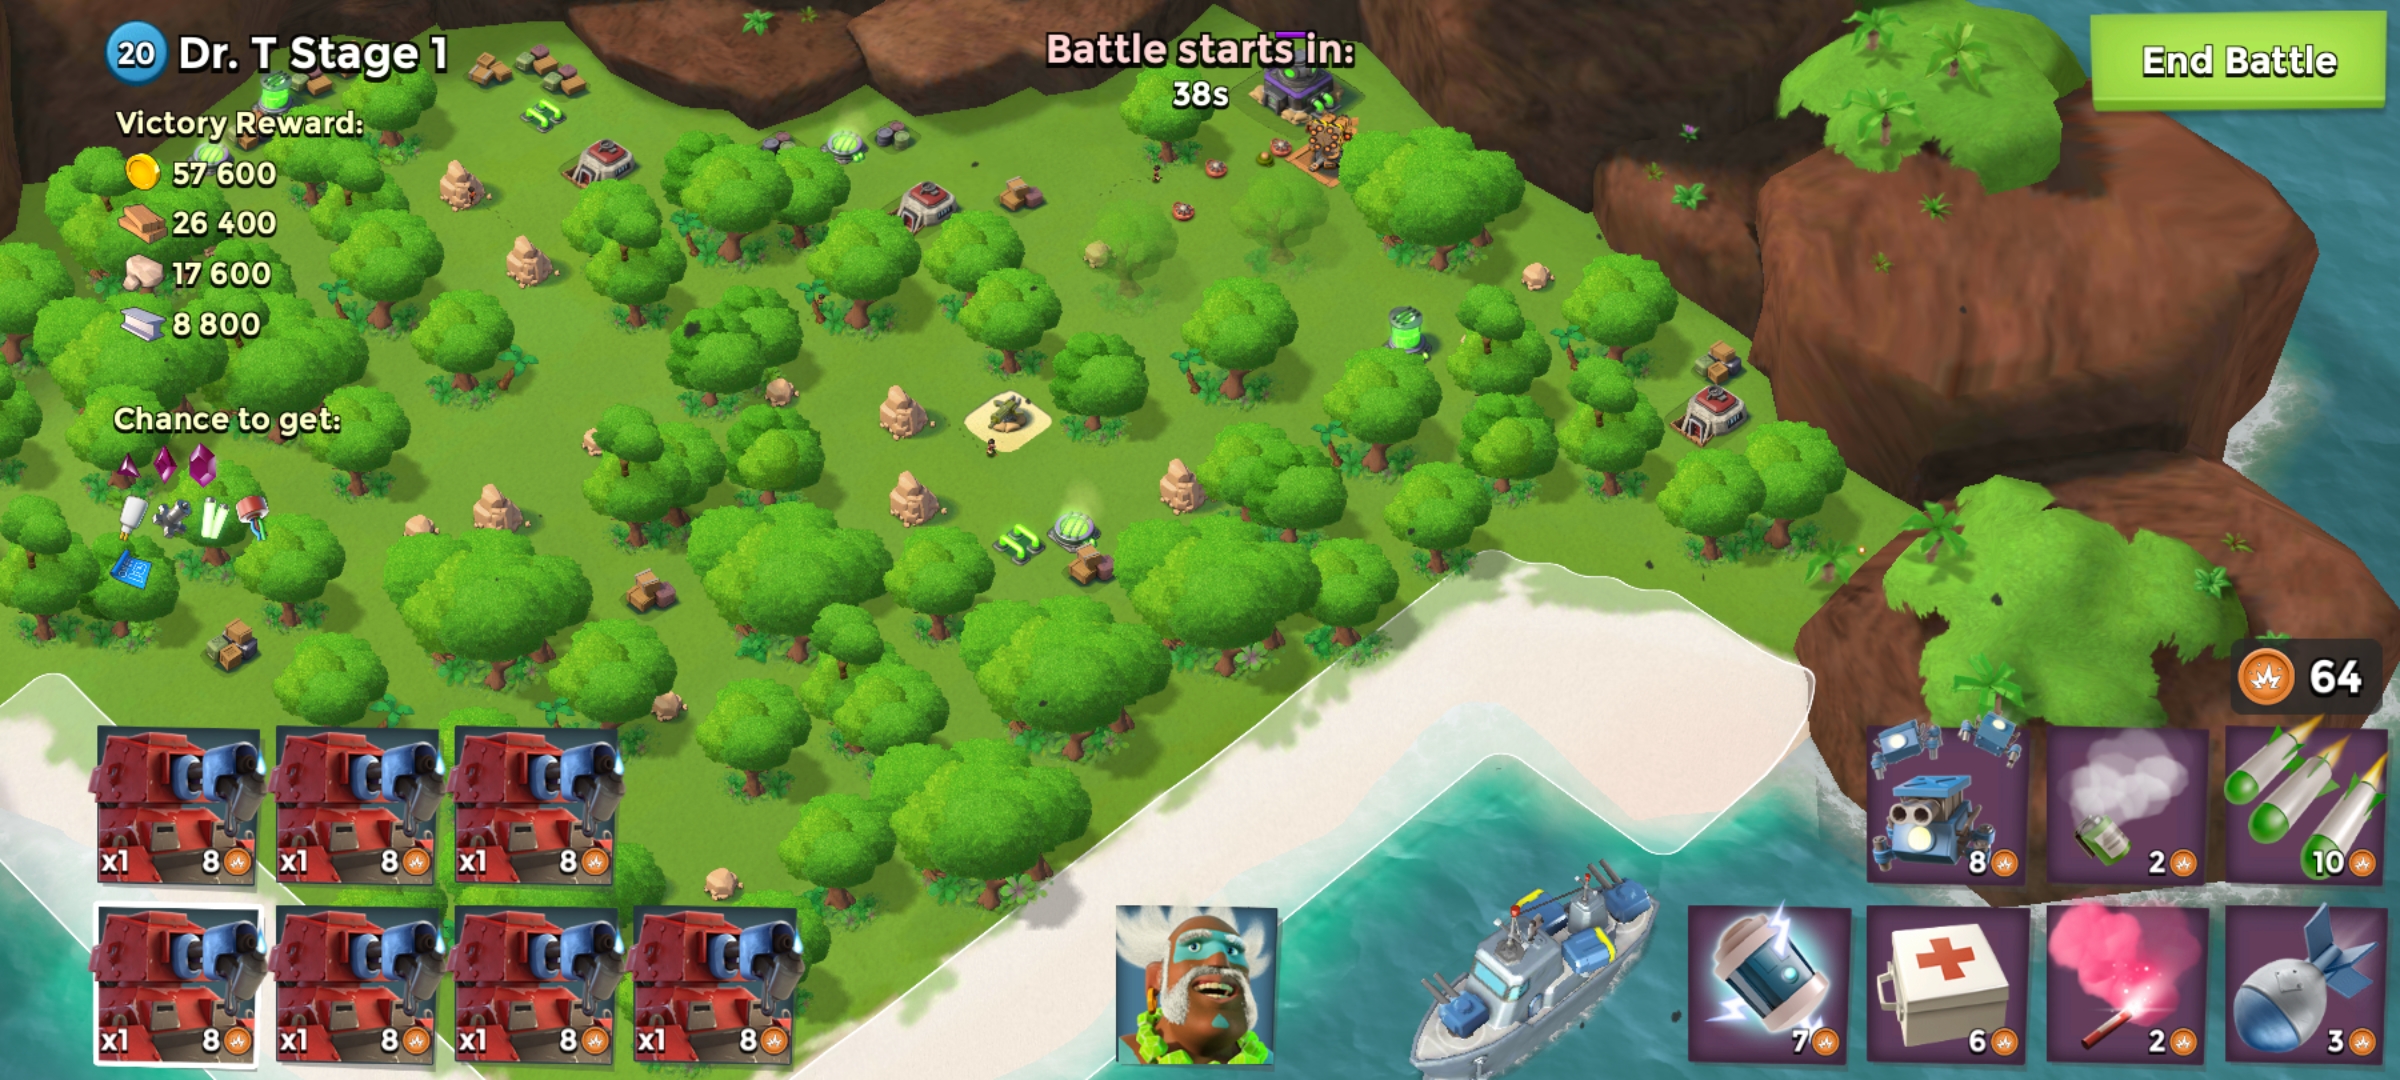 20 Dr. T Stage 1
Battle starts in:
38s
End Battle
Victory Reward:
57 600
26 400
17 600
8 800
Chance to get:
64
x1 8
x1 8
x1 8
8
2
10
x1 8
x1 8
x1 8
x1 8
7
6
2
3